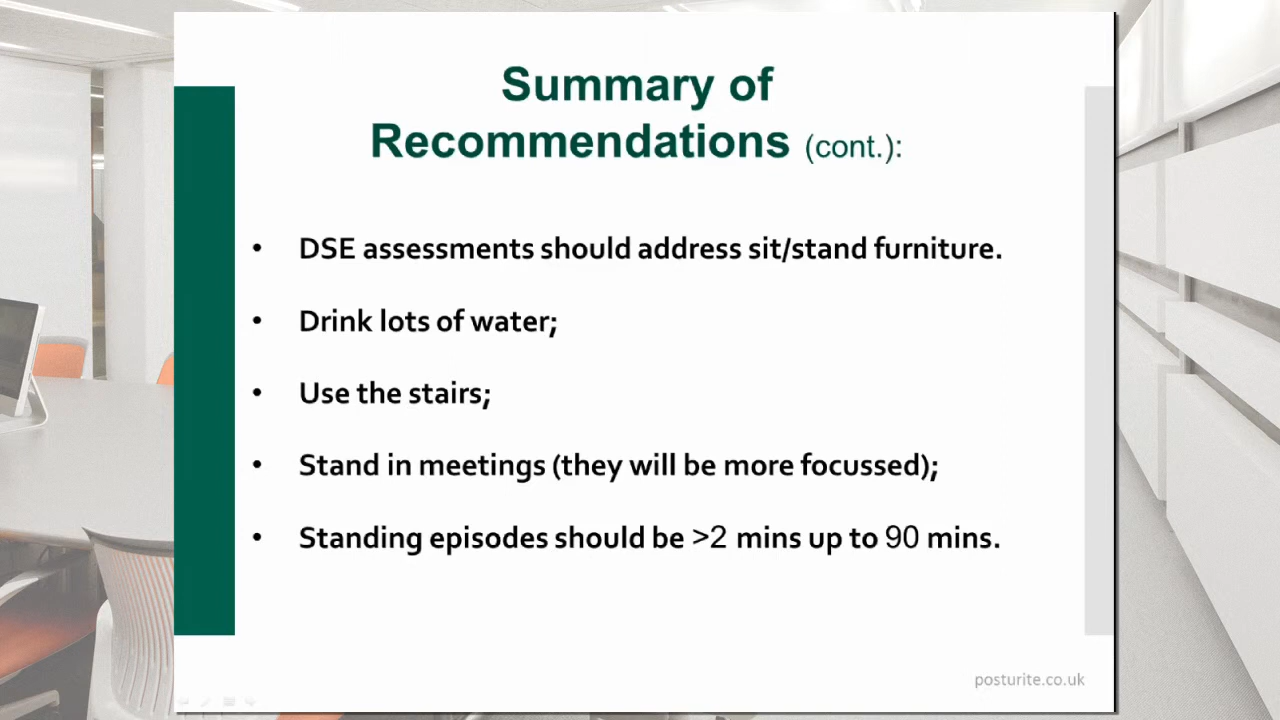 Summary of
Recommendations (cont.):
• DSE assessments should address sit/stand furniture.
• Drink lots of water;
• Use the stairs;
• Stand in meetings (they will be more focussed);
• Standing episodes should be >2 mins up to 90 mins.
posturite.co.uk